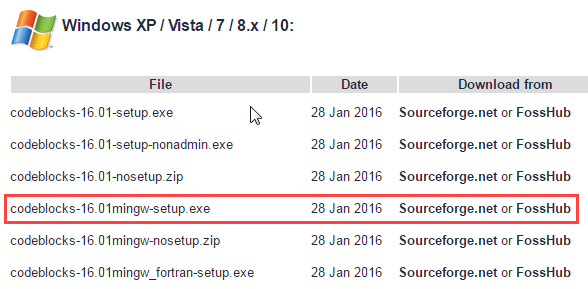 Windows XP / Vista / 7 / 8.x / 10:
File Date Download from
codeblocks-16.01-setup.exe 28 Jan 2016 Sourceforge.net or FossHub
codeblocks-16.01-setup-nonadmin.exe 28 Jan 2016 Sourceforge.net or FossHub
codeblocks-16.01-nosetup.zip 28 Jan 2016 Sourceforge.net or FossHub
codeblocks-16.01mingw-setup.exe 28 Jan 2016 Sourceforge.net or FossHub
codeblocks-16.01mingw-nosetup.zip 28 Jan 2016 Sourceforge.net or FossHub
codeblocks-16.01mingw_fortran-setup.exe 28 Jan 2016 Sourceforge.net or FossHub